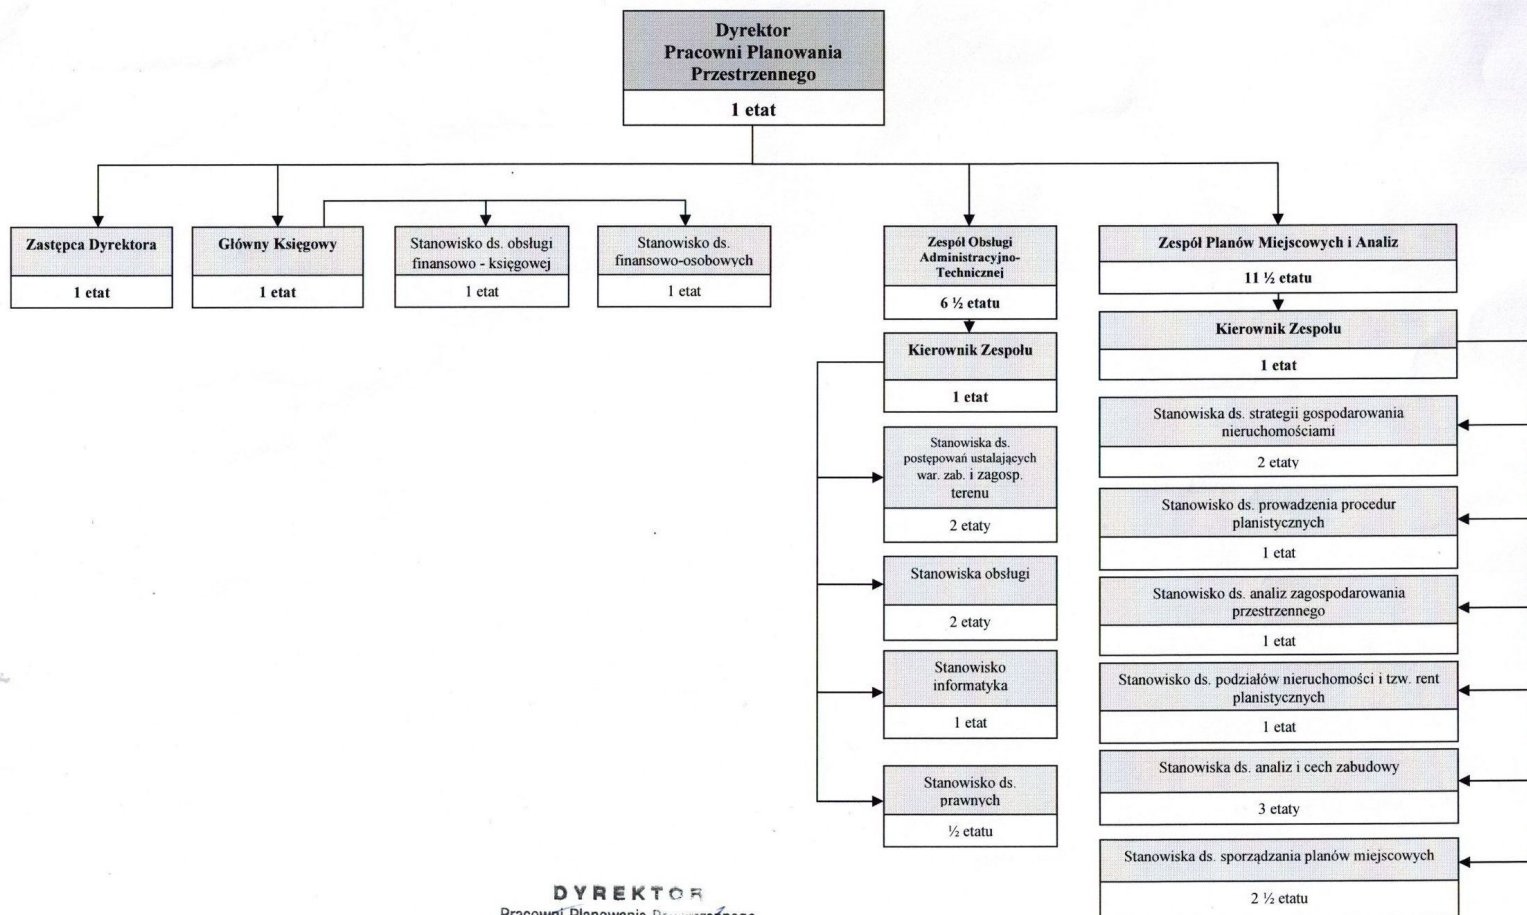 Dyrektor
Pracowni Planowania
Przestrzennego
1 etat
Zastępca Dyrektora
1 etat
Główny Księgowy
1 etat
Stanowisko ds. obsługi
finansowo - księgowej
1 etat
Stanowisko ds.
finansowo-osobowych
1 etat
Zespół Obsługi
Administracyjno-
Technicznej
6 ½ etatu
Kierownik Zespołu
1 etat
Stanowiska ds.
postępowań ustalających
war. zab. i zagosp.
terenu
2 etaty
Stanowiska obsługi
2 etaty
Stanowisko
informatyka
1 etat
Stanowisko ds.
prawnych
½ etatu
Zespół Planów Miejscowych i Analiz
11 ½ etatu
Kierownik Zespołu
1 etat
Stanowiska ds. strategii gospodarowania
nieruchomościami
2 etaty
Stanowisko ds. prowadzenia procedur
planistycznych
1 etat
Stanowisko ds. analiz zagospodarowania
przestrzennego
1 etat
Stanowisko ds. podziałów nieruchomości i tzw. rent
planistycznych
1 etat
Stanowiska ds. analiz i cech zabudowy
3 etaty
Stanowiska ds. sporządzania planów miejscowych
2 ½ etatu
DYREKTOR
Pracowni Planowania Przestrzennego